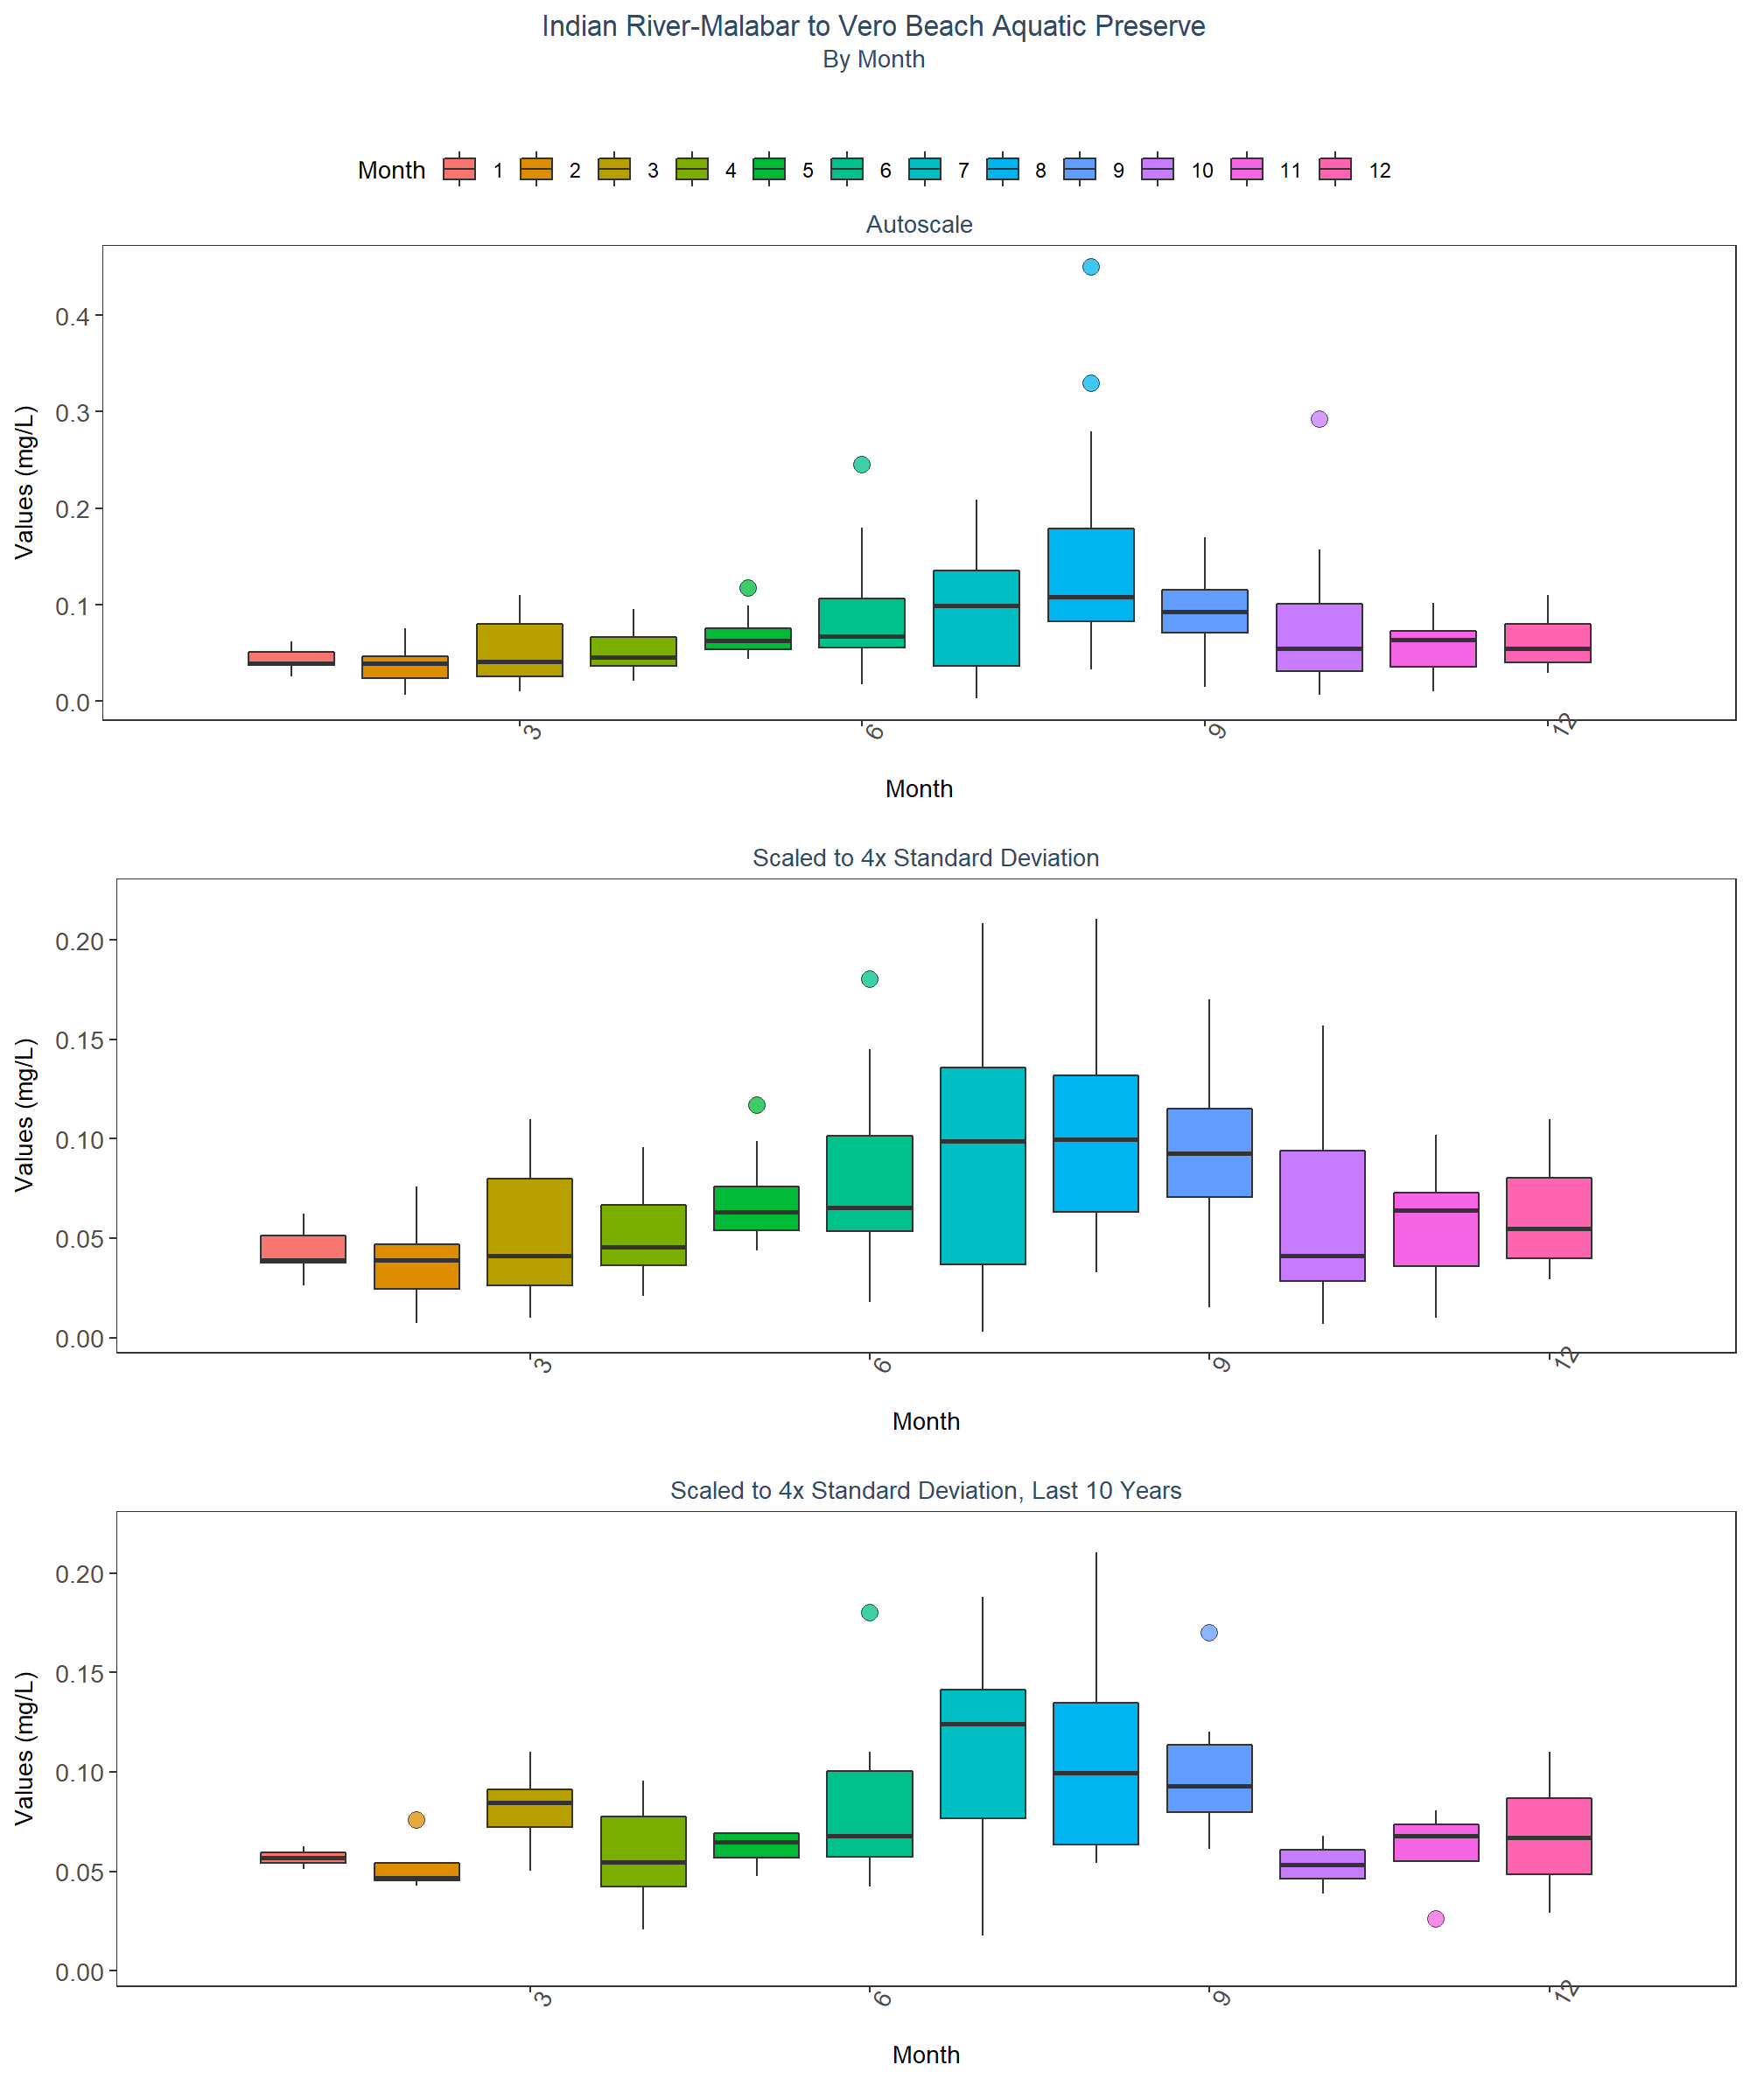 Indian River-Malabar to Vero Beach Aquatic Preserve
By Month
Month 1 2 3 4 5 6 7 8 9 10 11 12
Autoscale
Values (mg/L)
0.4
0.3
0.2
0.1
0.0
3 6 9 12
Month
Scaled to 4x Standard Deviation
Values (mg/L)
0.20
0.15
0.10
0.05
0.00
3 6 9 12
Month
Scaled to 4x Standard Deviation, Last 10 Years
Values (mg/L)
0.20
0.15
0.10
0.05
0.00
3 6 9 12
Month